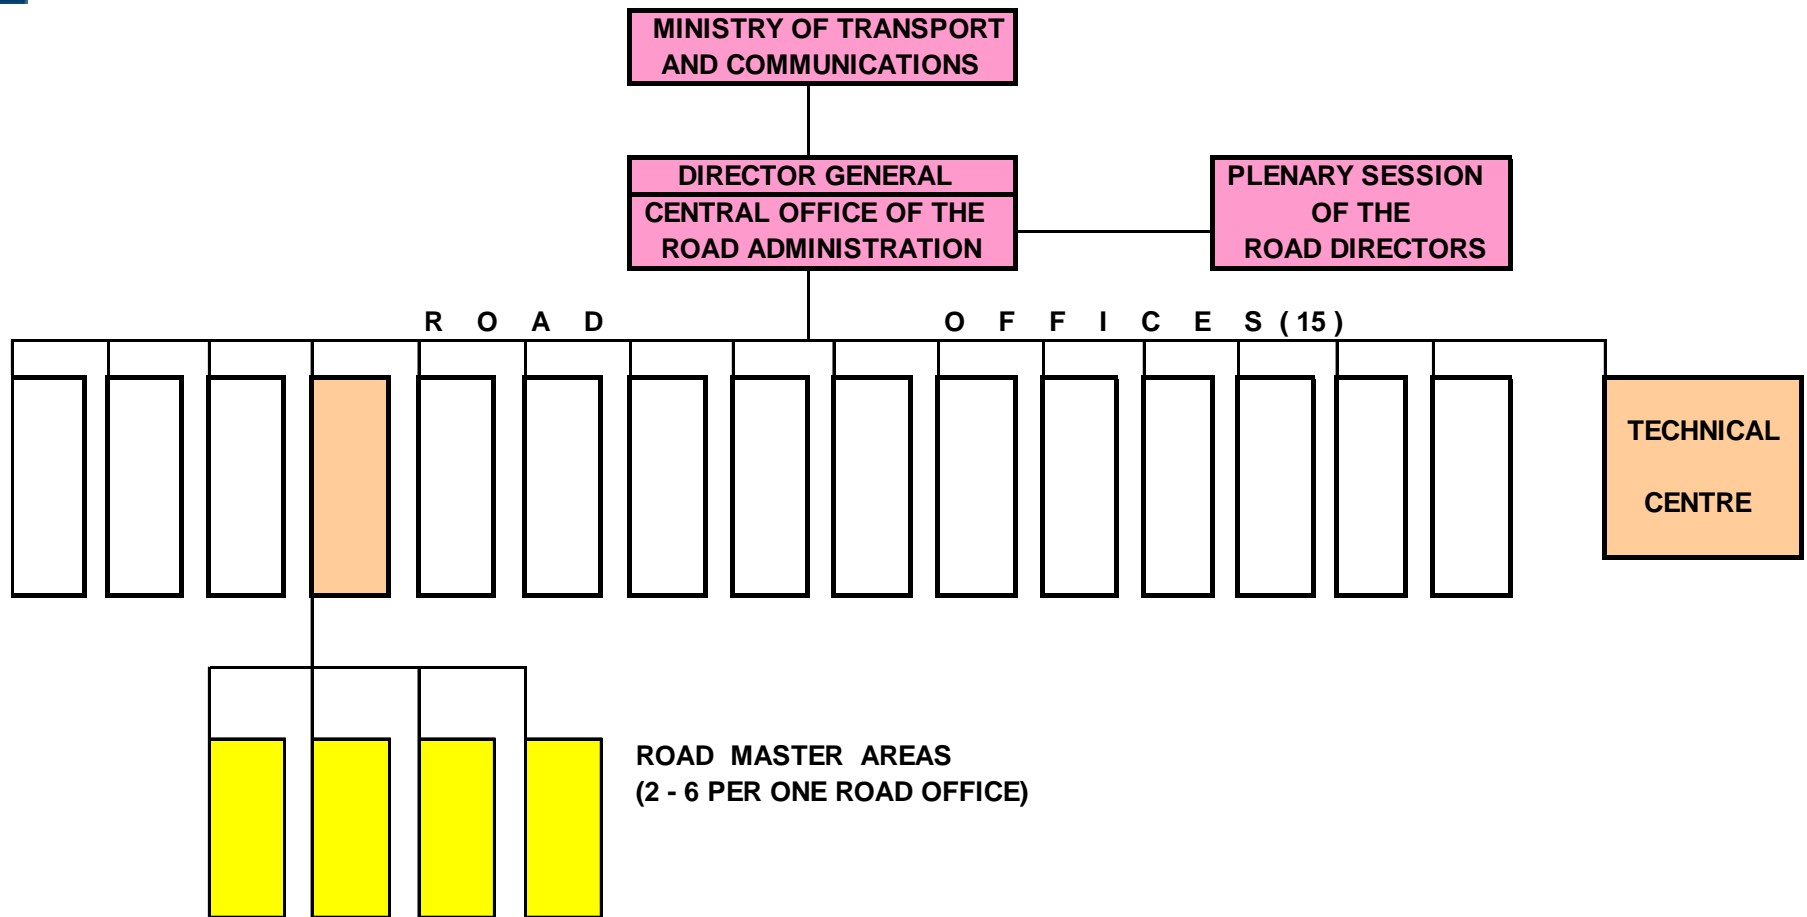 MINISTRY OF TRANSPORT
AND COMMUNICATIONS
DIRECTOR GENERAL
CENTRAL OFFICE OF THE
ROAD ADMINISTRATION
PLENARY SESSION
OF THE
ROAD DIRECTORS
R O A D O F F I C E S ( 15 )
TECHNICAL
CENTRE
ROAD MASTER AREAS
(2 - 6 PER ONE ROAD OFFICE)